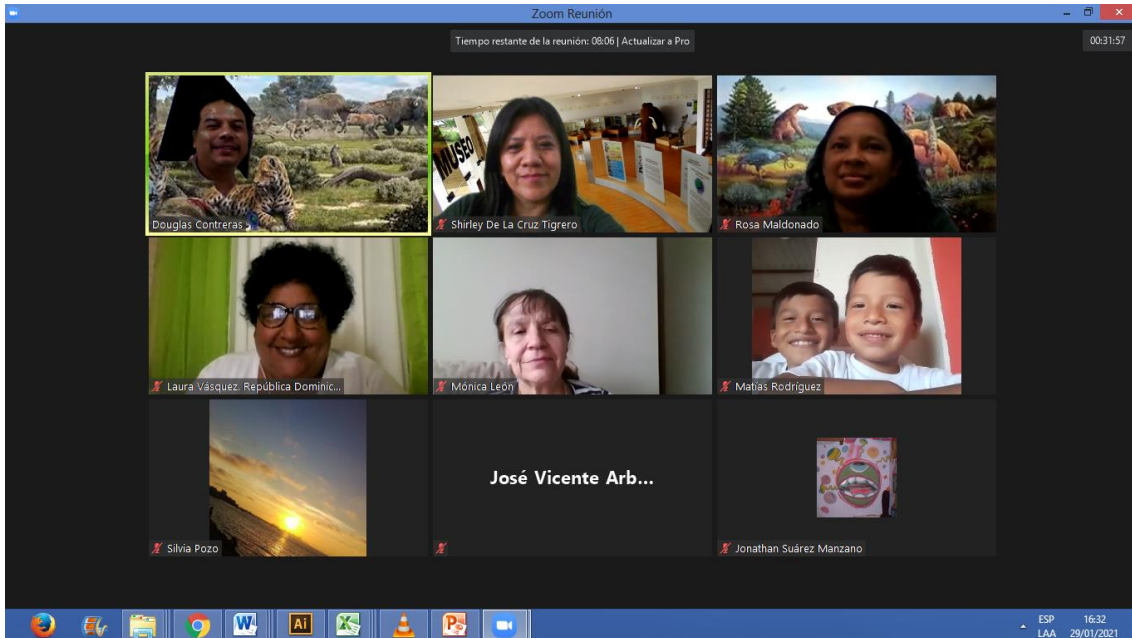 Zoom Reunión
Tiempo restante de la reunión: 08:06 | Actualizar a Pro
00:31:57
MUSEO
Douglas Contreras
Shirley De La Cruz Tigrero
Rosa Maldonado
Laura Vásquez. República Dominic...
Mónica León
Matías Rodríguez
José Vicente Arb...
Silvia Pozo
Jonathan Suárez Manzano
W
Ai
X
P
ESP
16:32
LAA
29/01/2021